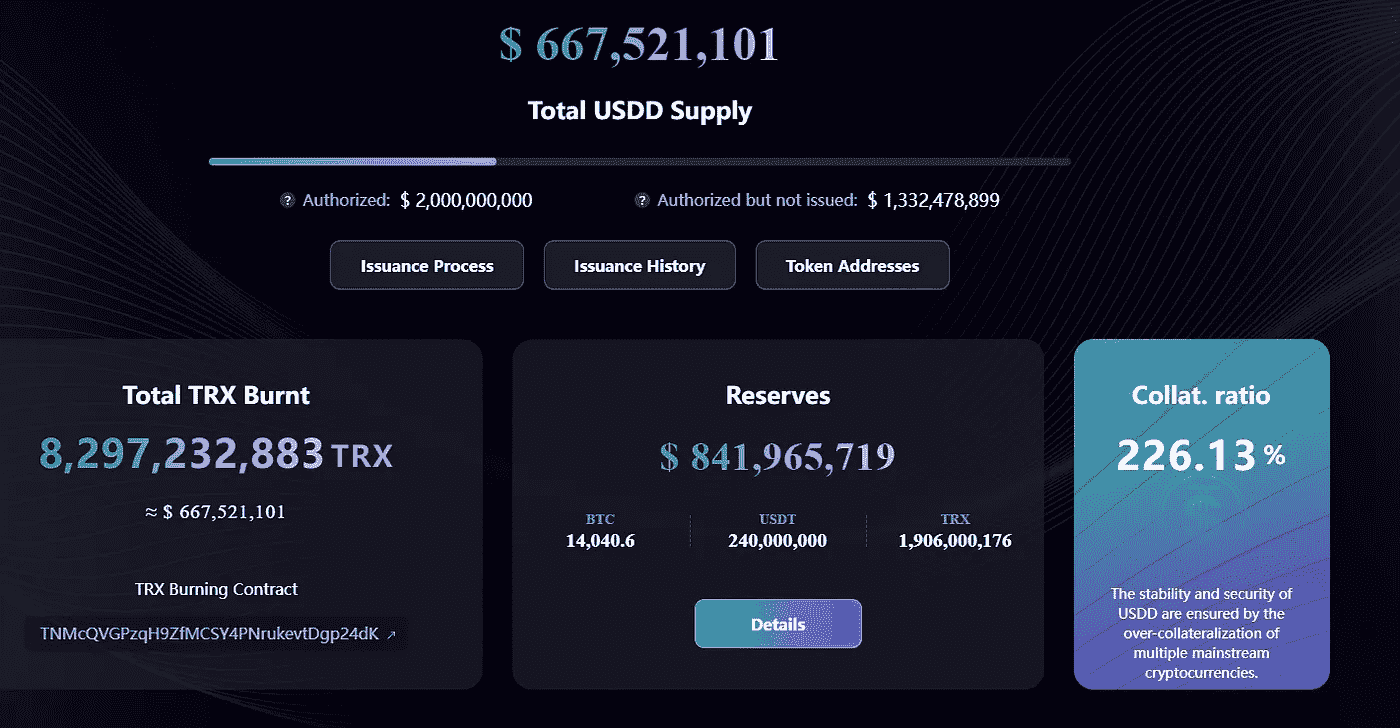 $ 667,521,101
Total USDD Supply
? Authorized: $ 2,000,000,000
? Authorized but not issued: $ 1,332,478,899
Issuance Process
Issuance History
Token Addresses
Total TRX Burnt
8,297,232,883 TRX
≈ $ 667,521,101
TRX Burning Contract
TNMcQVGPzqH9ZfMCSY4PNrukevtDgp24dK ↗
Reserves
$ 841,965,719
BTC
14,040.6
USDT
240,000,000
TRX
1,906,000,176
Details
Collat. ratio
226.13 %
The stability and security of
USDD are ensured by the
over-collateralization of
multiple mainstream
cryptocurrencies.